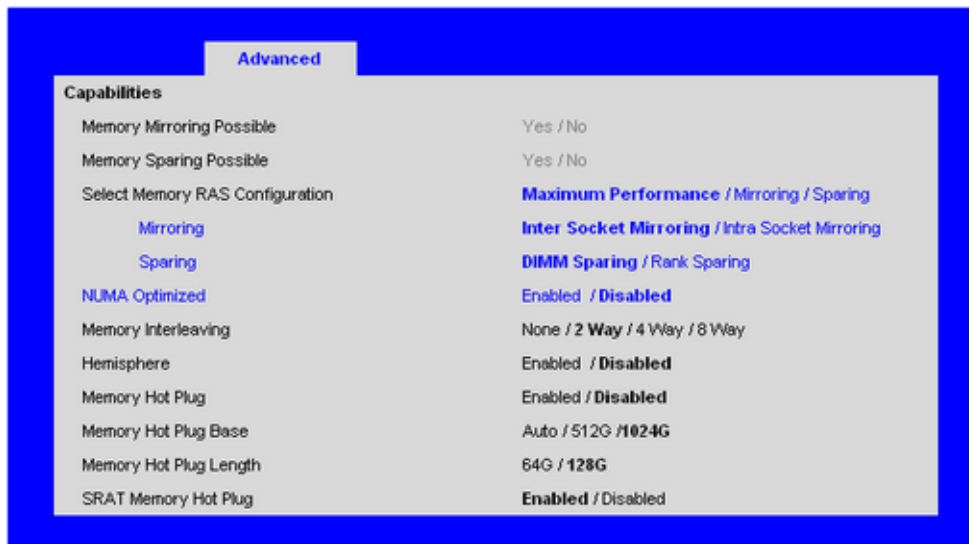 Advanced
Capabilities
Memory Mirroring Possible Yes / No
Memory Sparing Possible Yes / No
Select Memory RAS Configuration Maximum Performance / Mirroring / Sparing
Mirroring Inter Socket Mirroring / Intra Socket Mirroring
Sparing DIMM Sparing / Rank Sparing
NUMA Optimized Enabled / Disabled
Memory Interleaving None / 2 Way / 4 Way / 8 Way
Hemisphere Enabled / Disabled
Memory Hot Plug Enabled / Disabled
Memory Hot Plug Base Auto / 512G /1024G
Memory Hot Plug Length 64G / 128G
SRAT Memory Hot Plug Enabled / Disabled